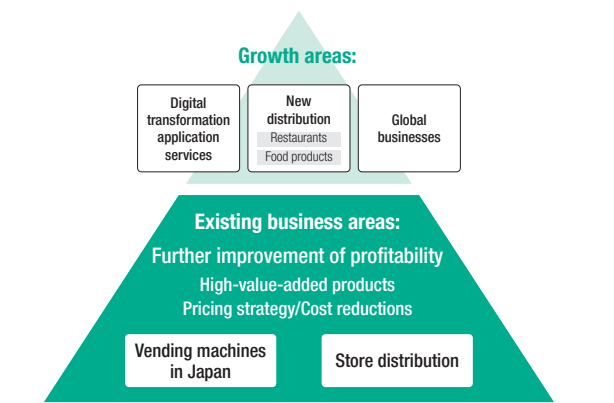 Growth areas:
Digital
transformation
application
services
New
distribution
Restaurants
Food products
Global
businesses
Existing business areas:
Further improvement of profitability
High-value-added products
Pricing strategy/Cost reductions
Vending machines
in Japan
Store distribution